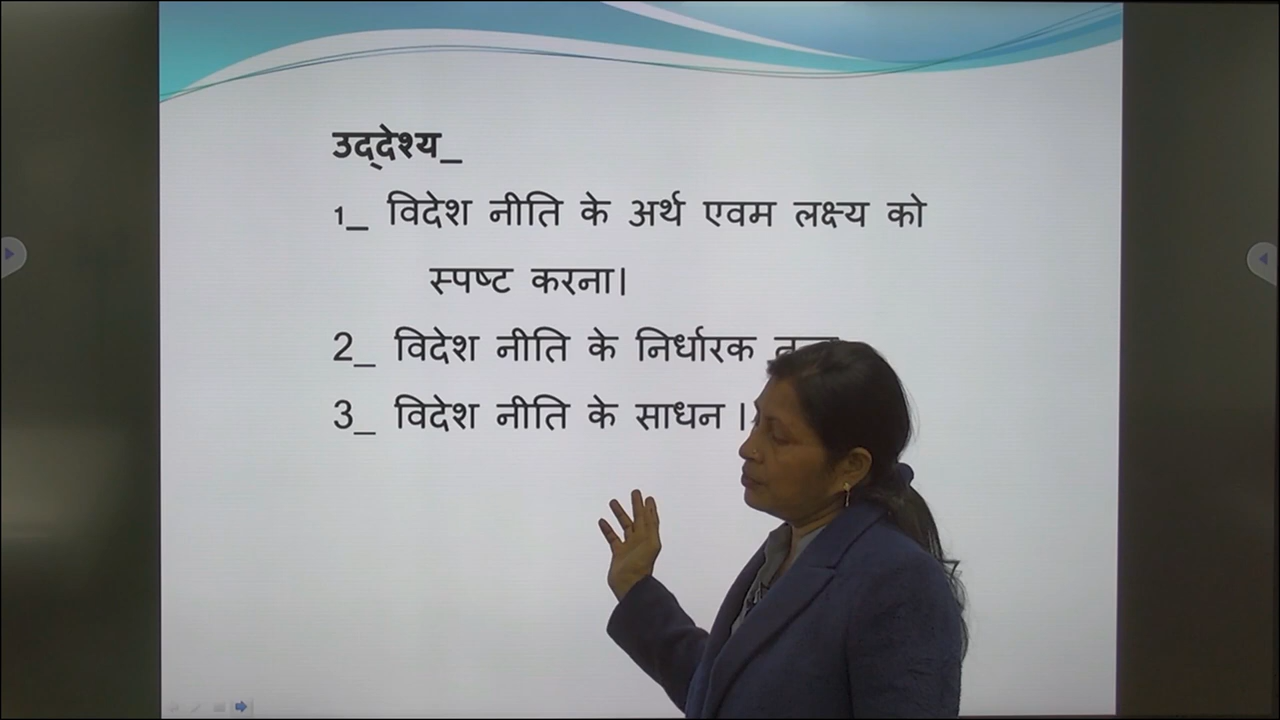 उद्देश्य_
1_ विदेश नीति के अर्थ एवम लक्ष्य को
स्पष्ट करना।
2_ विदेश नीति के निर्धारक
3_ विदेश नीति के साधन ।